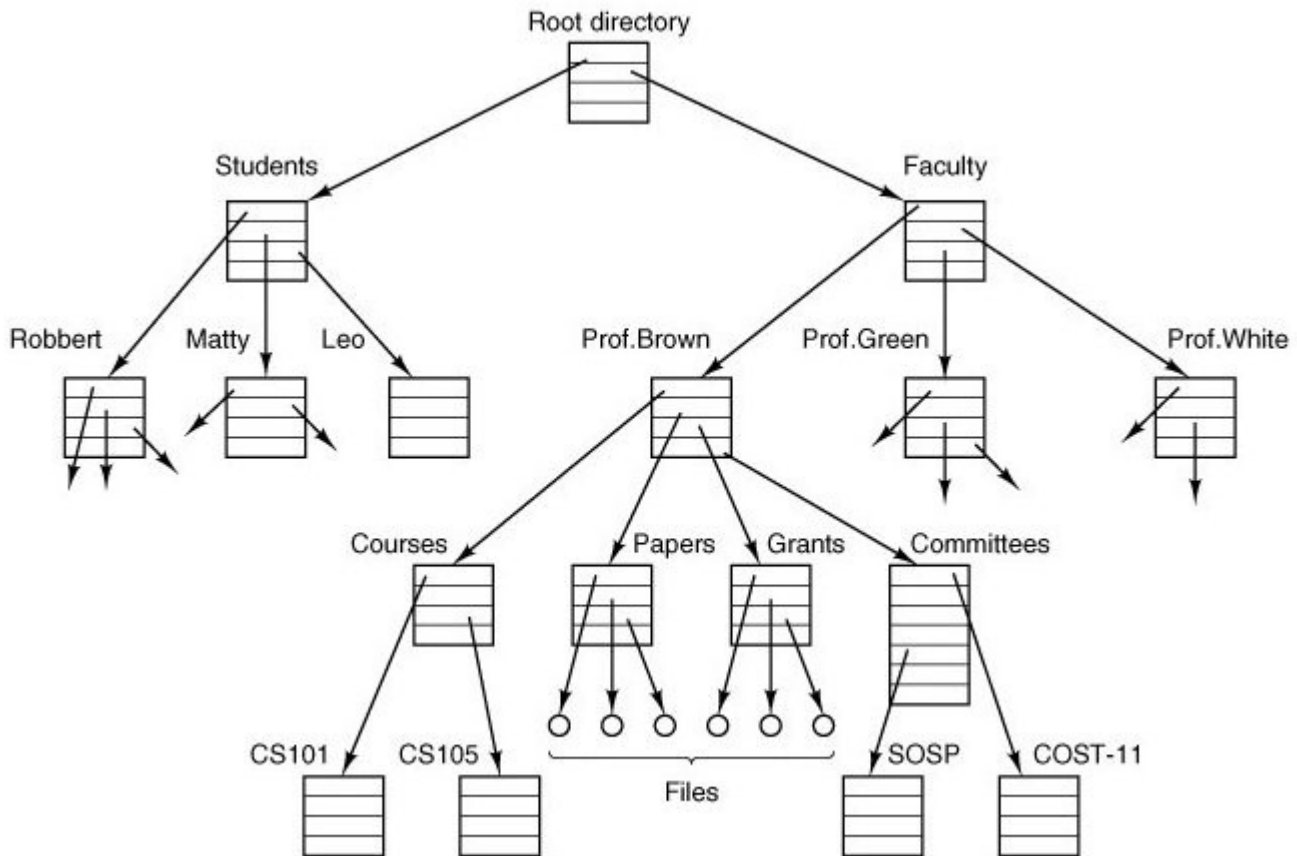 Root directory
Students
Faculty
Robbert
Matty
Leo
Prof.Brown
Prof.Green
Prof.White
Courses
Papers
Grants
Committees
CS101
CS105
Files
SOSP
COST-11